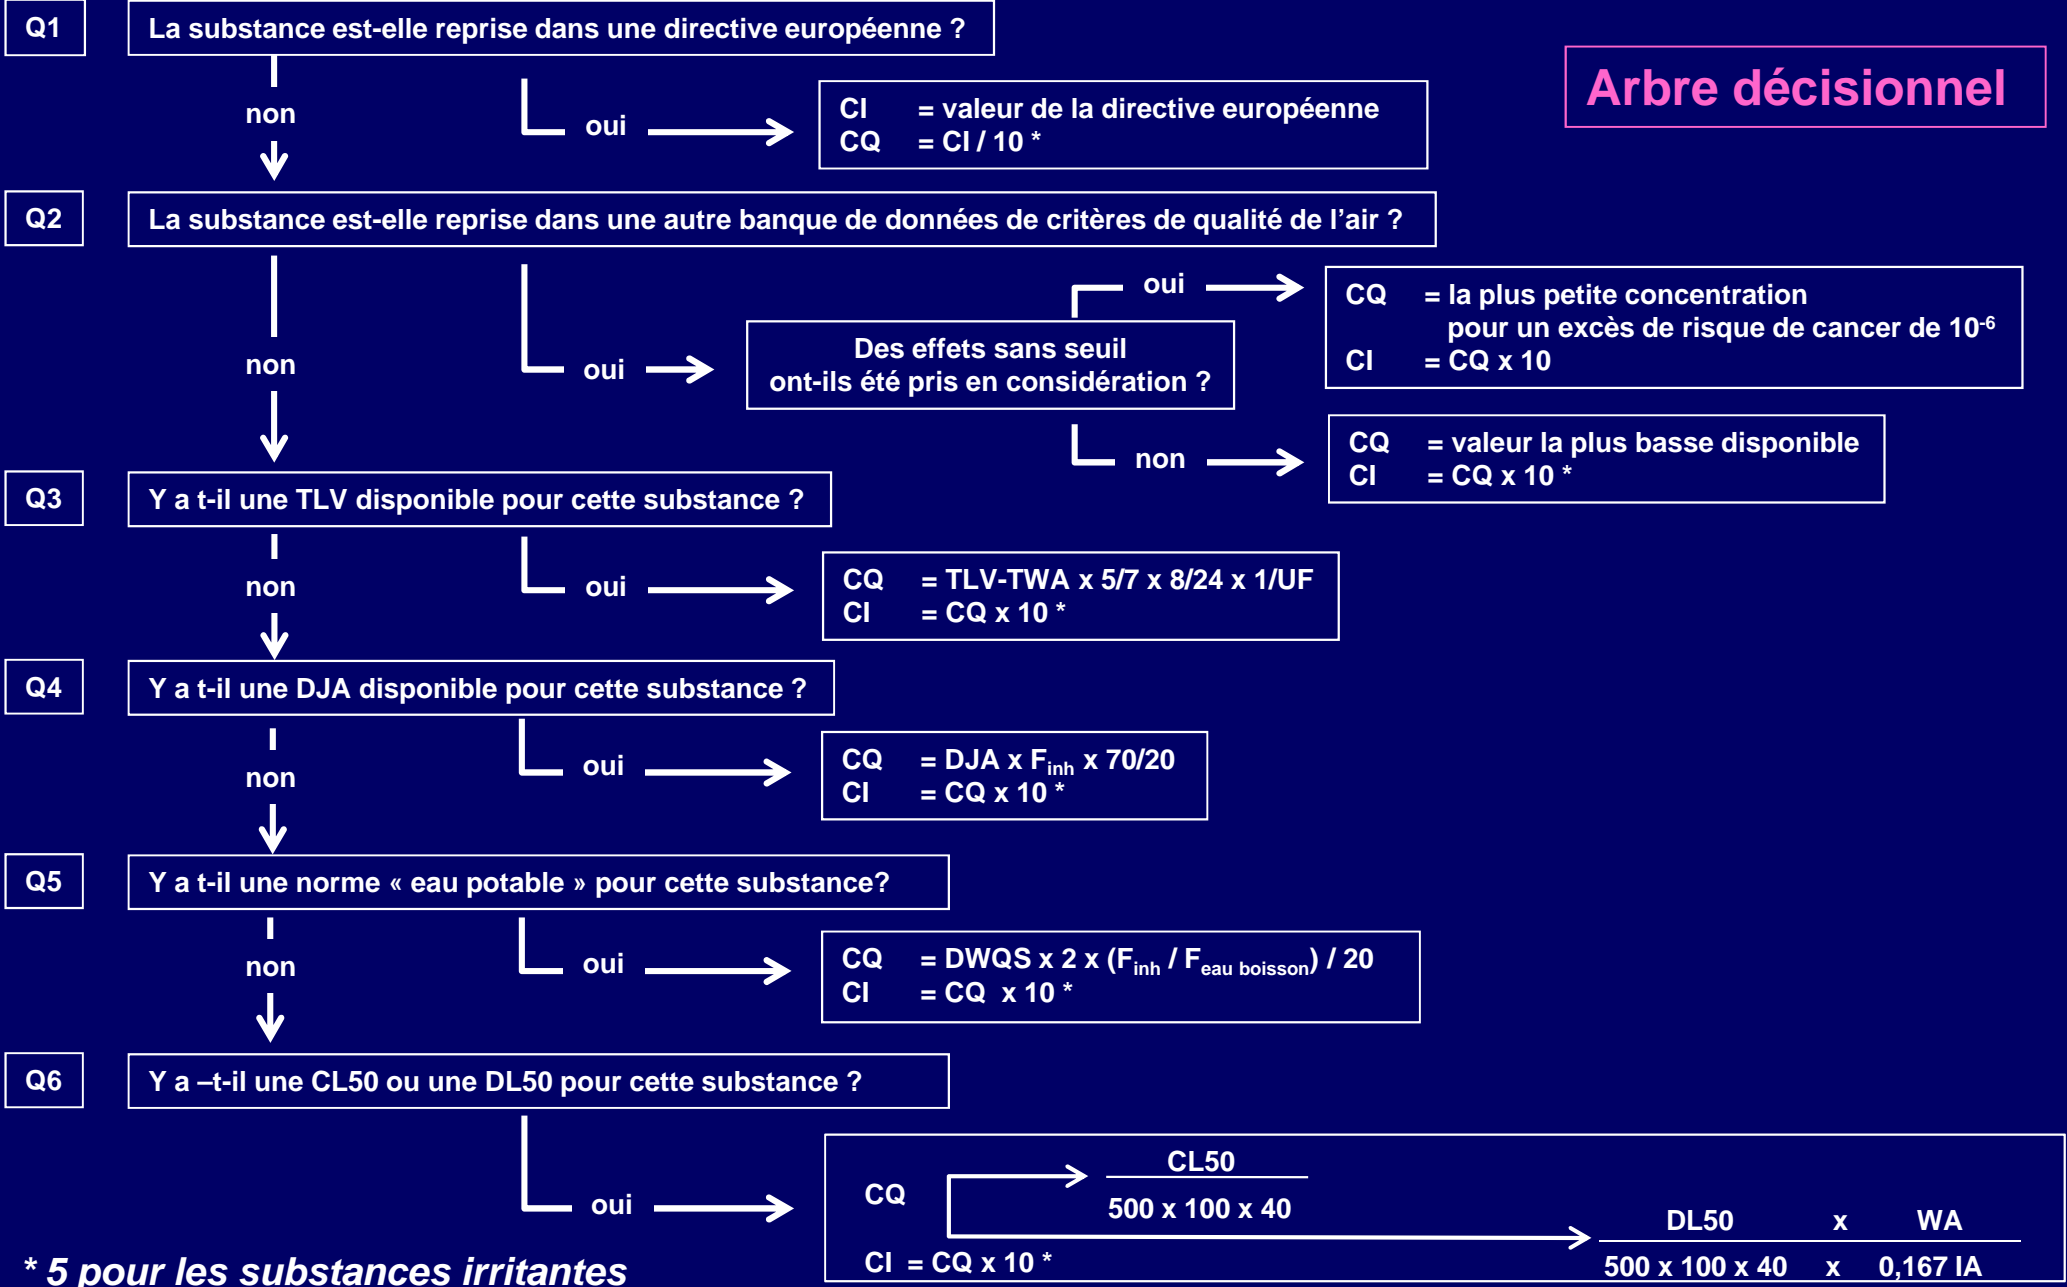 Q1
La substance est-elle reprise dans une directive européenne ?
Arbre décisionnel
non
oui
CI = valeur de la directive européenne
CQ = CI / 10 *
Q2
La substance est-elle reprise dans une autre banque de données de critères de qualité de l’air ?
non
oui
Des effets sans seuil
ont-ils été pris en considération ?
oui
CQ = la plus petite concentration
pour un excès de risque de cancer de 10-6
CI = CQ x 10
non
CQ = valeur la plus basse disponible
CI = CQ x 10 *
Q3
Y a t-il une TLV disponible pour cette substance ?
non
oui
CQ = TLV-TWA x 5/7 x 8/24 x 1/UF
CI = CQ x 10 *
Q4
Y a t-il une DJA disponible pour cette substance ?
non
oui
CQ = DJA x Finh x 70/20
CI = CQ x 10 *
Q5
Y a t-il une norme « eau potable » pour cette substance?
non
oui
CQ = DWQS x 2 x (Finh / Feau boisson) / 20
CI = CQ x 10 *
Q6
Y a –t-il une CL50 ou une DL50 pour cette substance ?
oui
CQ
CL50
500 x 100 x 40
DL50 x WA
500 x 100 x 40 x 0,167 IA
CI = CQ x 10 *
* 5 pour les substances irritantes